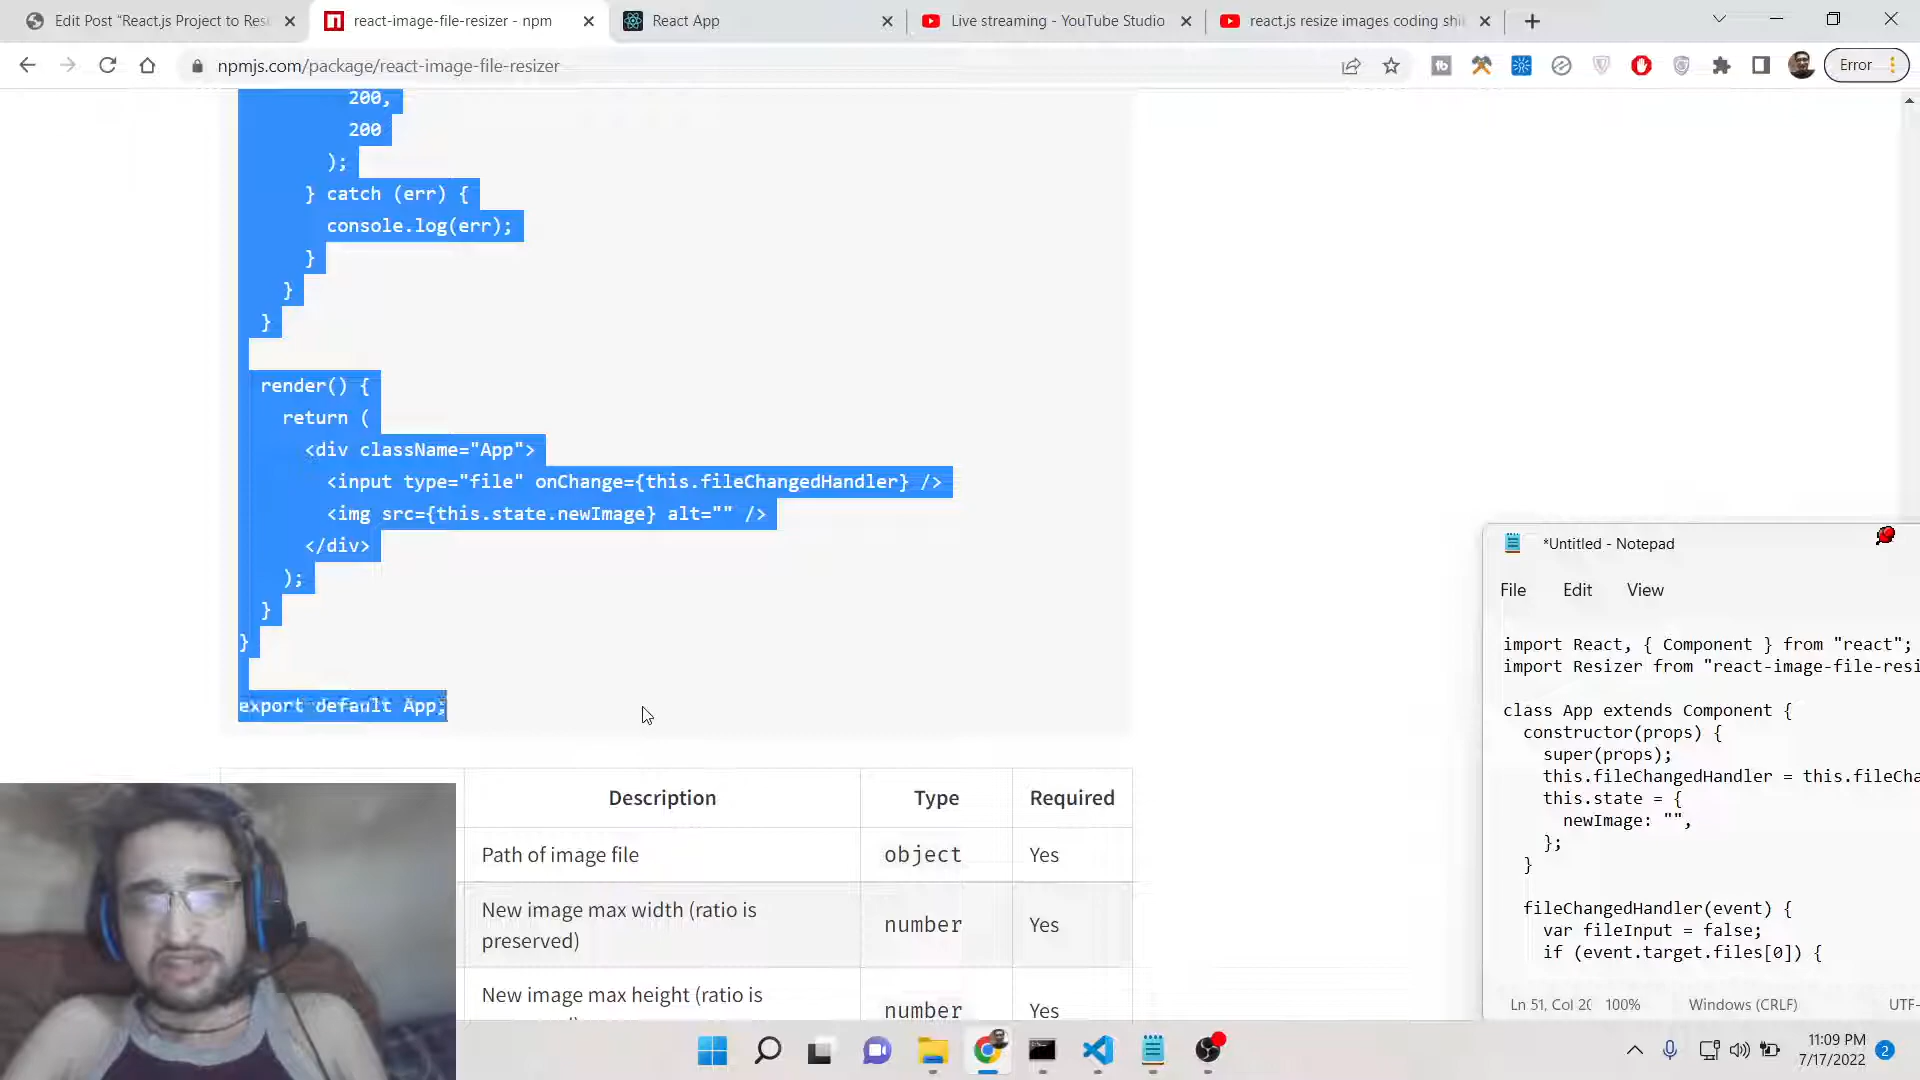 Edit Post "React.js Project to Res
react-image-file-resizer - npm
React App
Live streaming - YouTube Studio
react.js resize images coding shi
npmjs.com/package/react-image-file-resizer
Error
200,
200
);
} catch (err) {
console.log(err);
}
}
}
render() {
return (
<div className="App">
<input type="file" onChange={this.fileChangedHandler} />
<img src={this.state.newImage} alt="" />
</div>
);
}
}
export default App;
Description Type Required
Path of image file object Yes
New image max width (ratio is
preserved) number Yes
New image max height (ratio is
number Yes
*Untitled - Notepad
File Edit View
import React, { Component } from "react";
import Resizer from "react-image-file-resi
class App extends Component {
constructor(props) {
super(props);
this.fileChangedHandler = this.fileCha
this.state = {
newImage: "",
};
}
fileChangedHandler(event) {
var fileInput = false;
if (event.target.files[0]) {
Ln 51, Col 20 100% Windows (CRLF) UTF-
11:09 PM
7/17/2022
2